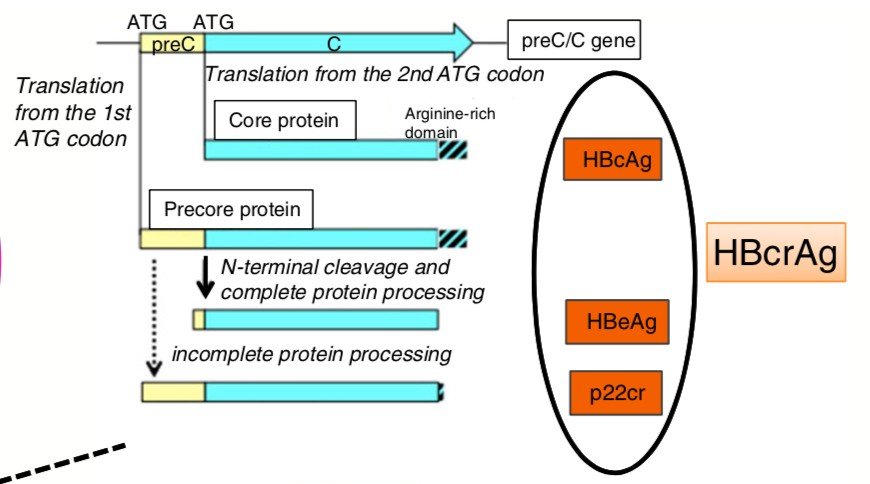 ATG ATG
preC C preC/C gene
Translation from the 2nd ATG codon
Translation
from the 1st
ATG codon
Core protein
Arginine-rich
domain
HBcAg
Precore protein
HBcrAg
N-terminal cleavage and
complete protein processing
HBeAg
incomplete protein processing
p22cr